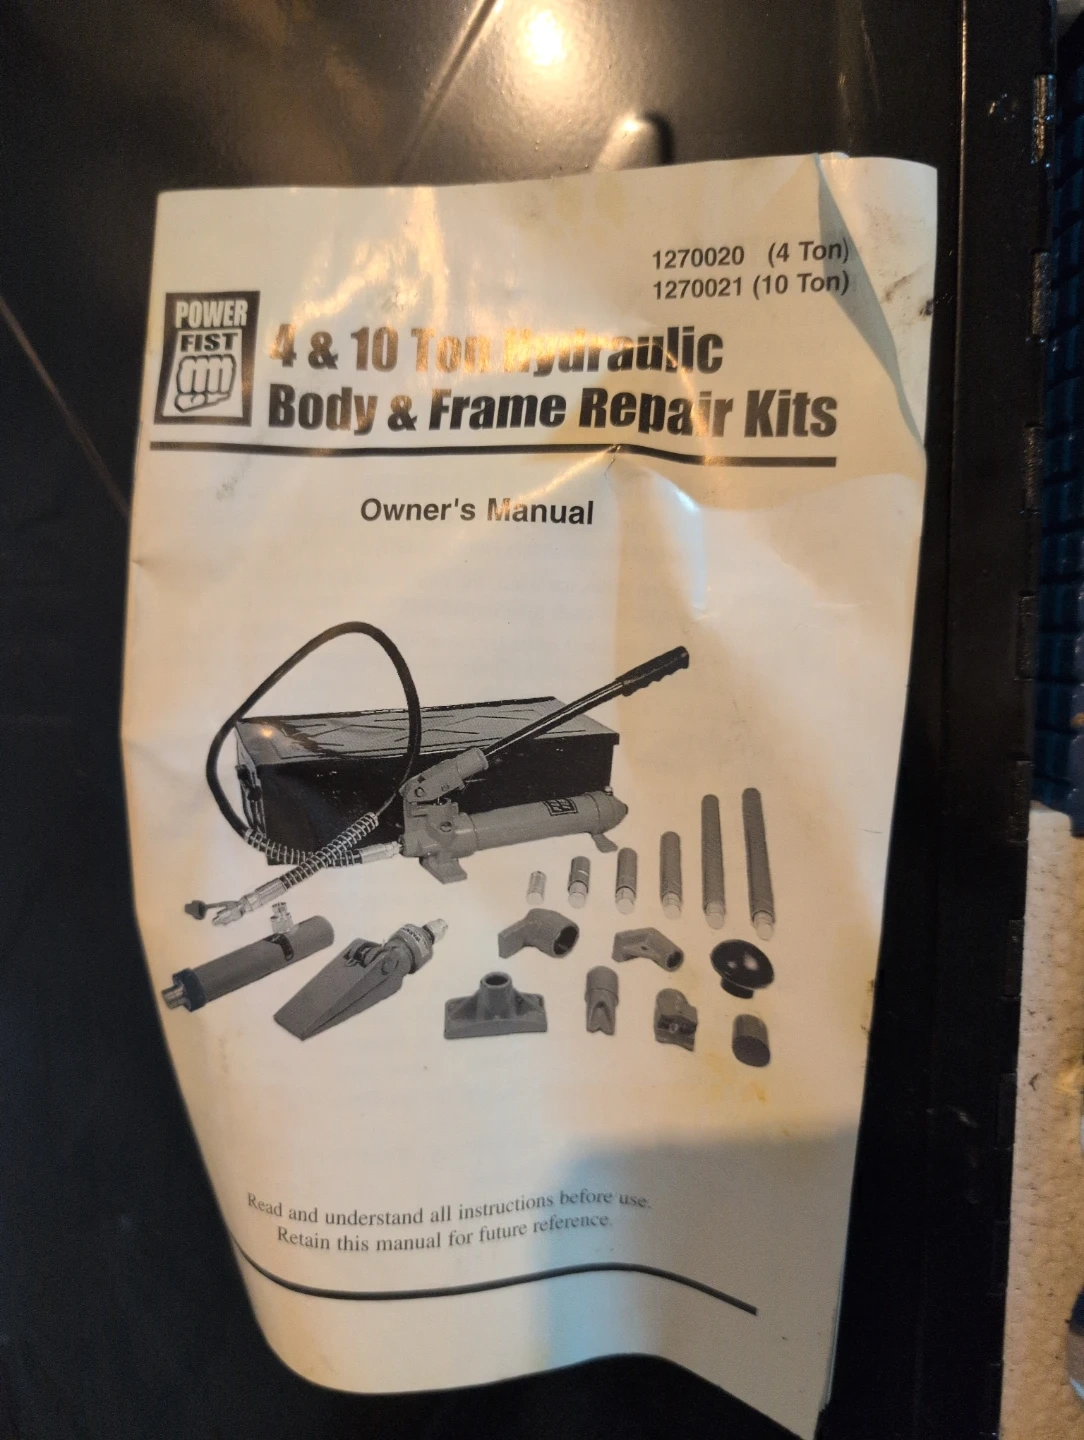 1270020 (4 Ton)
1270021 (10 Ton)
POWER
FIST
4 & 10 Ton Hydraulic
Body & Frame Repair Kits
Owner's Manual
Read and understand all instructions before use.
Retain this manual for future reference.